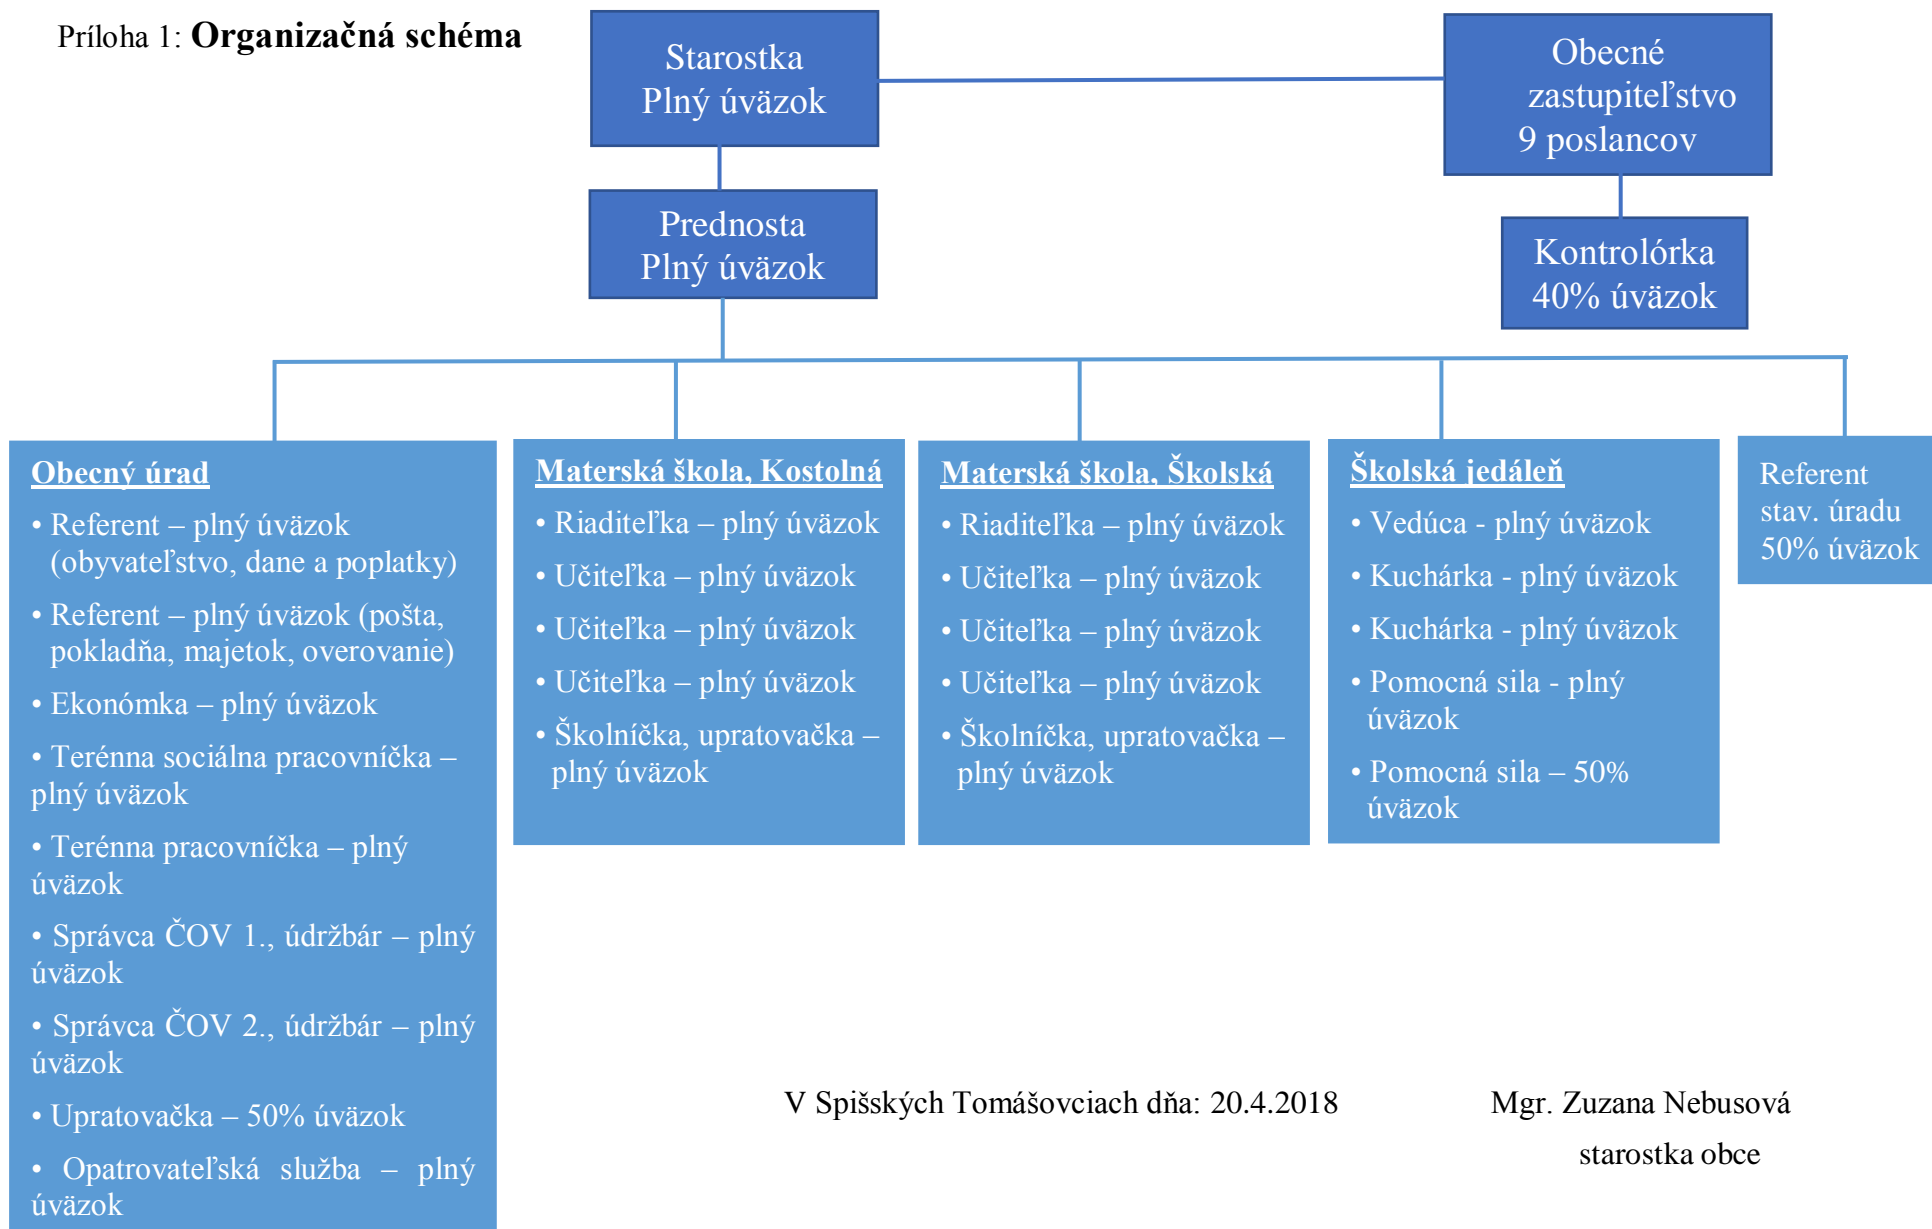 Príloha 1: Organizačná schéma
Starostka
Plný úväzok
Obecné
zastupiteľstvo
9 poslancov
Prednosta
Plný úväzok
Kontrolórka
40% úväzok
Obecný úrad
• Referent – plný úväzok
(obyvateľstvo, dane a poplatky)
• Referent – plný úväzok (pošta,
pokladňa, majetok, overovanie)
• Ekonómka – plný úväzok
• Terénna sociálna pracovníčka –
plný úväzok
• Terénna pracovníčka – plný
úväzok
• Správca ČOV 1., údržbár – plný
úväzok
• Správca ČOV 2., údržbár – plný
úväzok
• Upratovačka – 50% úväzok
• Opatrovateľská služba – plný
úväzok
Materská škola, Kostolná
• Riaditeľka – plný úväzok
• Učiteľka – plný úväzok
• Učiteľka – plný úväzok
• Učiteľka – plný úväzok
• Školníčka, upratovačka –
plný úväzok
Materská škola, Školská
• Riaditeľka – plný úväzok
• Učiteľka – plný úväzok
• Učiteľka – plný úväzok
• Učiteľka – plný úväzok
• Školníčka, upratovačka –
plný úväzok
Školská jedáleň
• Vedúca - plný úväzok
• Kuchárka - plný úväzok
• Kuchárka - plný úväzok
• Pomocná sila - plný
úväzok
• Pomocná sila – 50%
úväzok
Referent
stav. úradu
50% úväzok
V Spišských Tomášovciach dňa: 20.4.2018
Mgr. Zuzana Nebusová
starostka obce